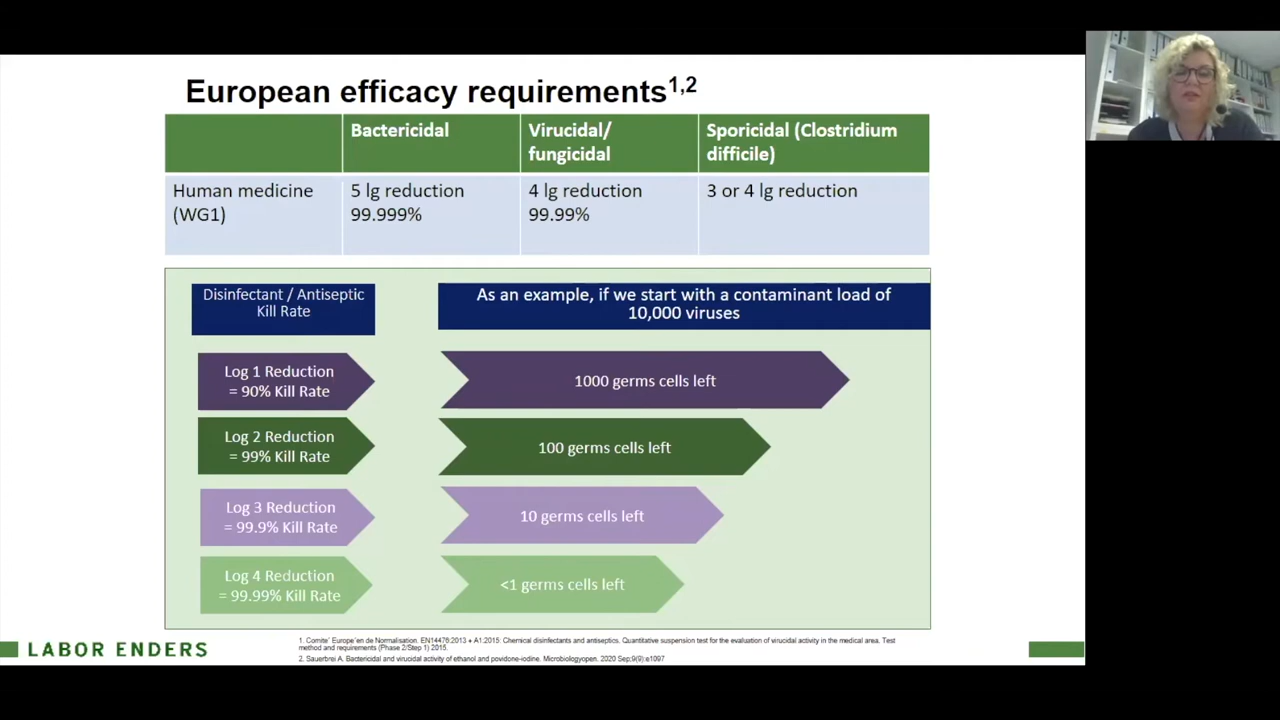 European efficacy requirements1,2
Bactericidal
Virucidal/
fungicidal
Sporicidal (Clostridium
difficile)
Human medicine
(WG1)
5 lg reduction
99.999%
4 lg reduction
99.99%
3 or 4 lg reduction
Disinfectant / Antiseptic
Kill Rate
As an example, if we start with a contaminant load of
10,000 viruses
Log 1 Reduction
= 90% Kill Rate
1000 germs cells left
Log 2 Reduction
= 99% Kill Rate
100 germs cells left
Log 3 Reduction
= 99.9% Kill Rate
10 germs cells left
Log 4 Reduction
= 99.99% Kill Rate
<1 germs cells left
LABOR ENDERS
1. Comite´ Europe´en de Normalisation. EN14476:2013 + A1:2015: Chemical disinfectants and antiseptics. Quantitative suspension test for the evaluation of virucidal activity in the medical area. Test
method and requirements (Phase 2/Step 1) 2015.
2. Sauerbrei A. Bactericidal and virucidal activity of ethanol and povidone-iodine. Microbiologyopen. 2020 Sep;9(9):e1097